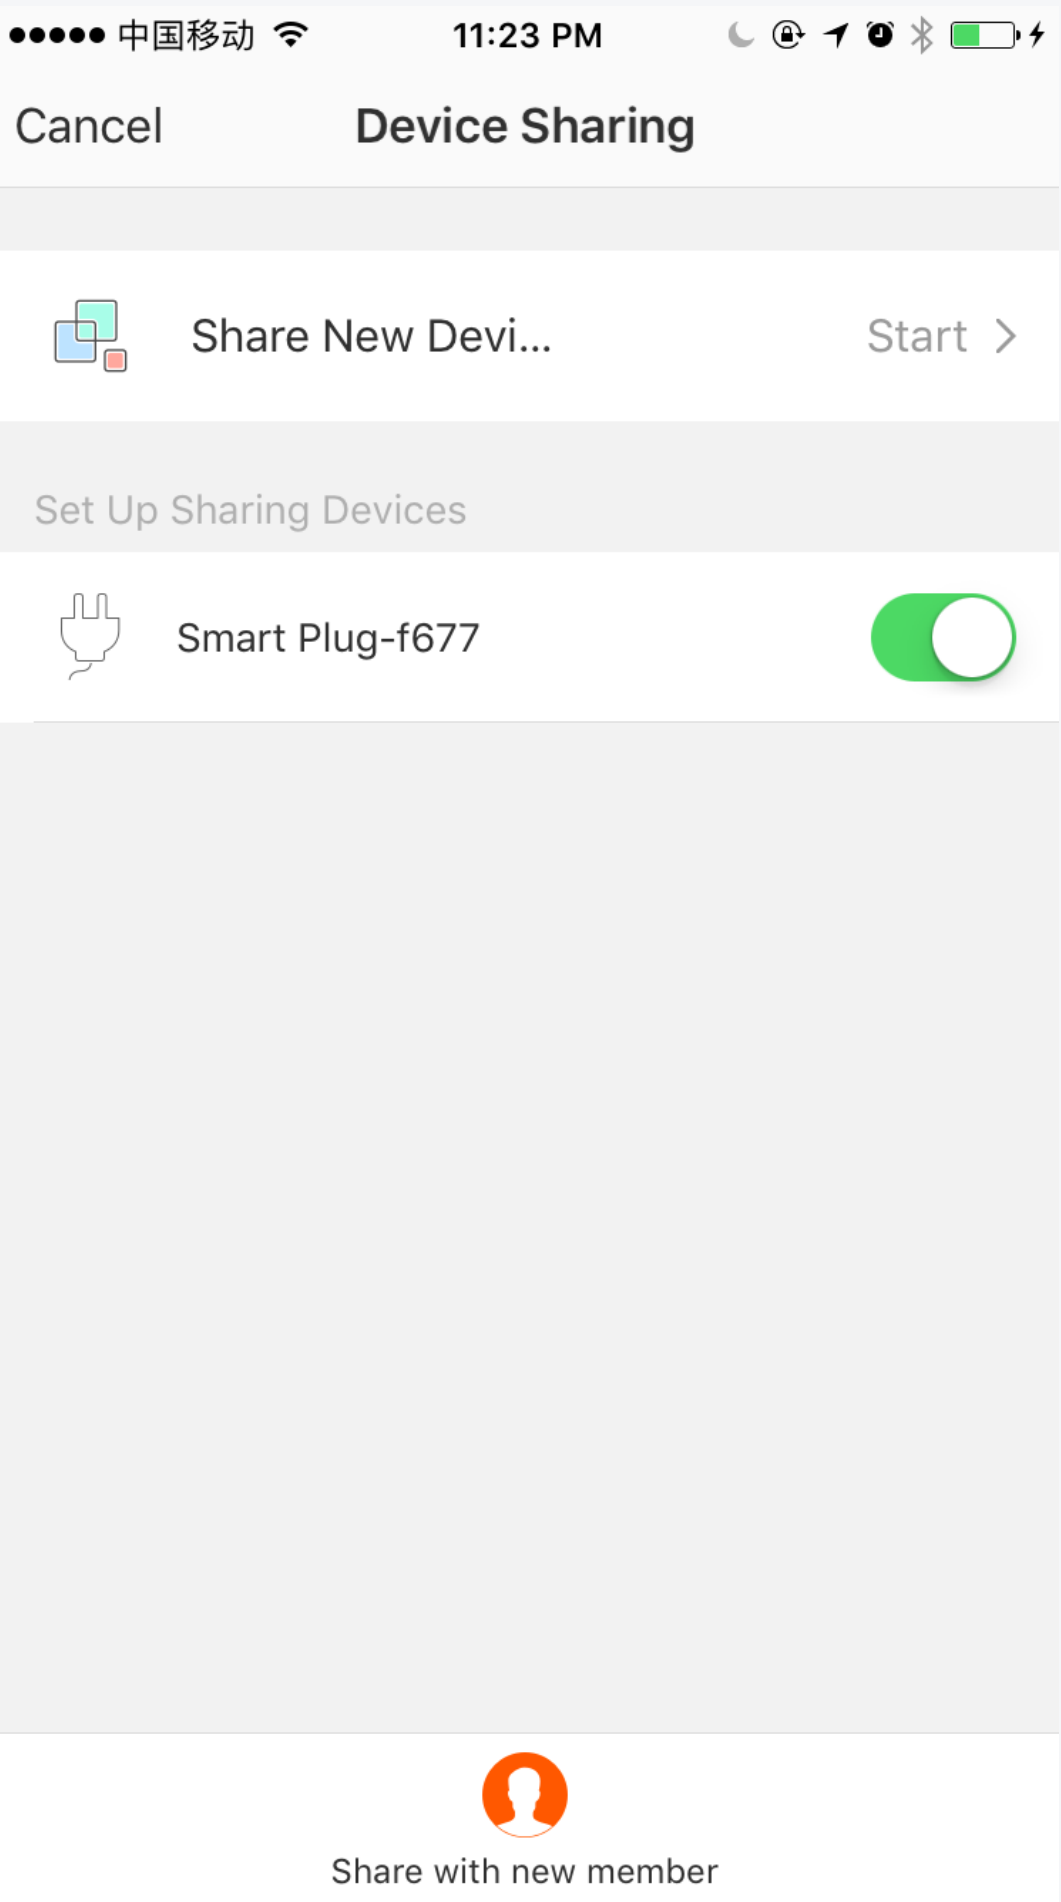 中国移动
11:23 PM
Cancel
Device Sharing
Share New Devi...
Start
Set Up Sharing Devices
Smart Plug-f677
Share with new member